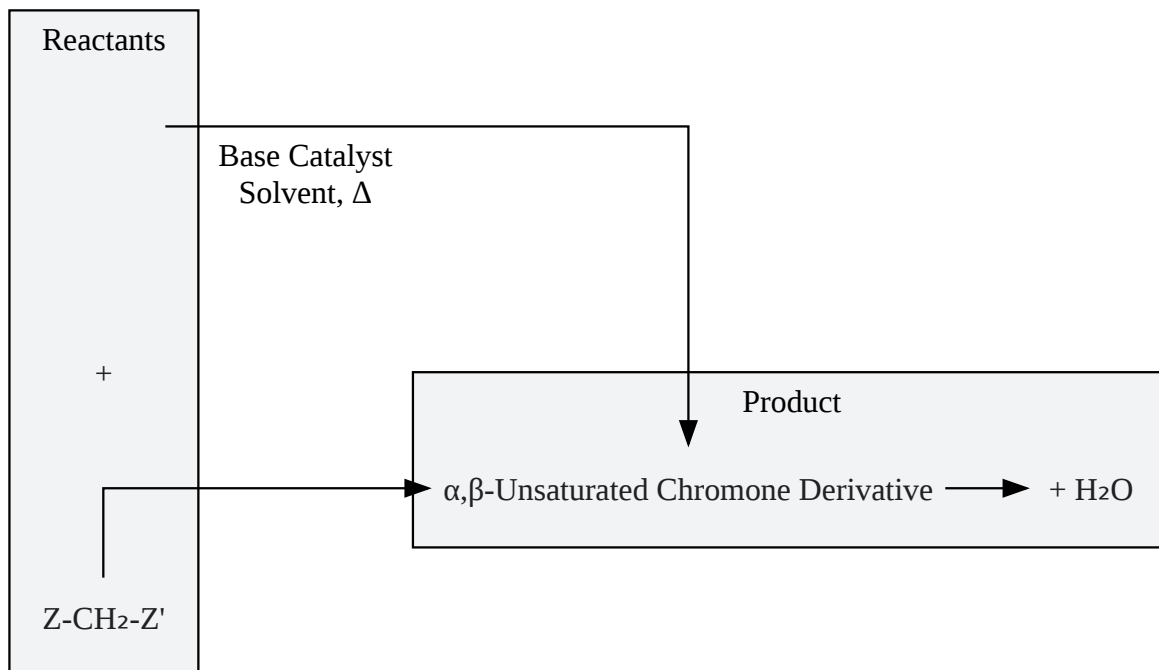 Reactants
Base Catalyst
Solvent, Δ
+
Product
α,β-Unsaturated Chromone Derivative
+ H₂O
Z-CH₂-Z'